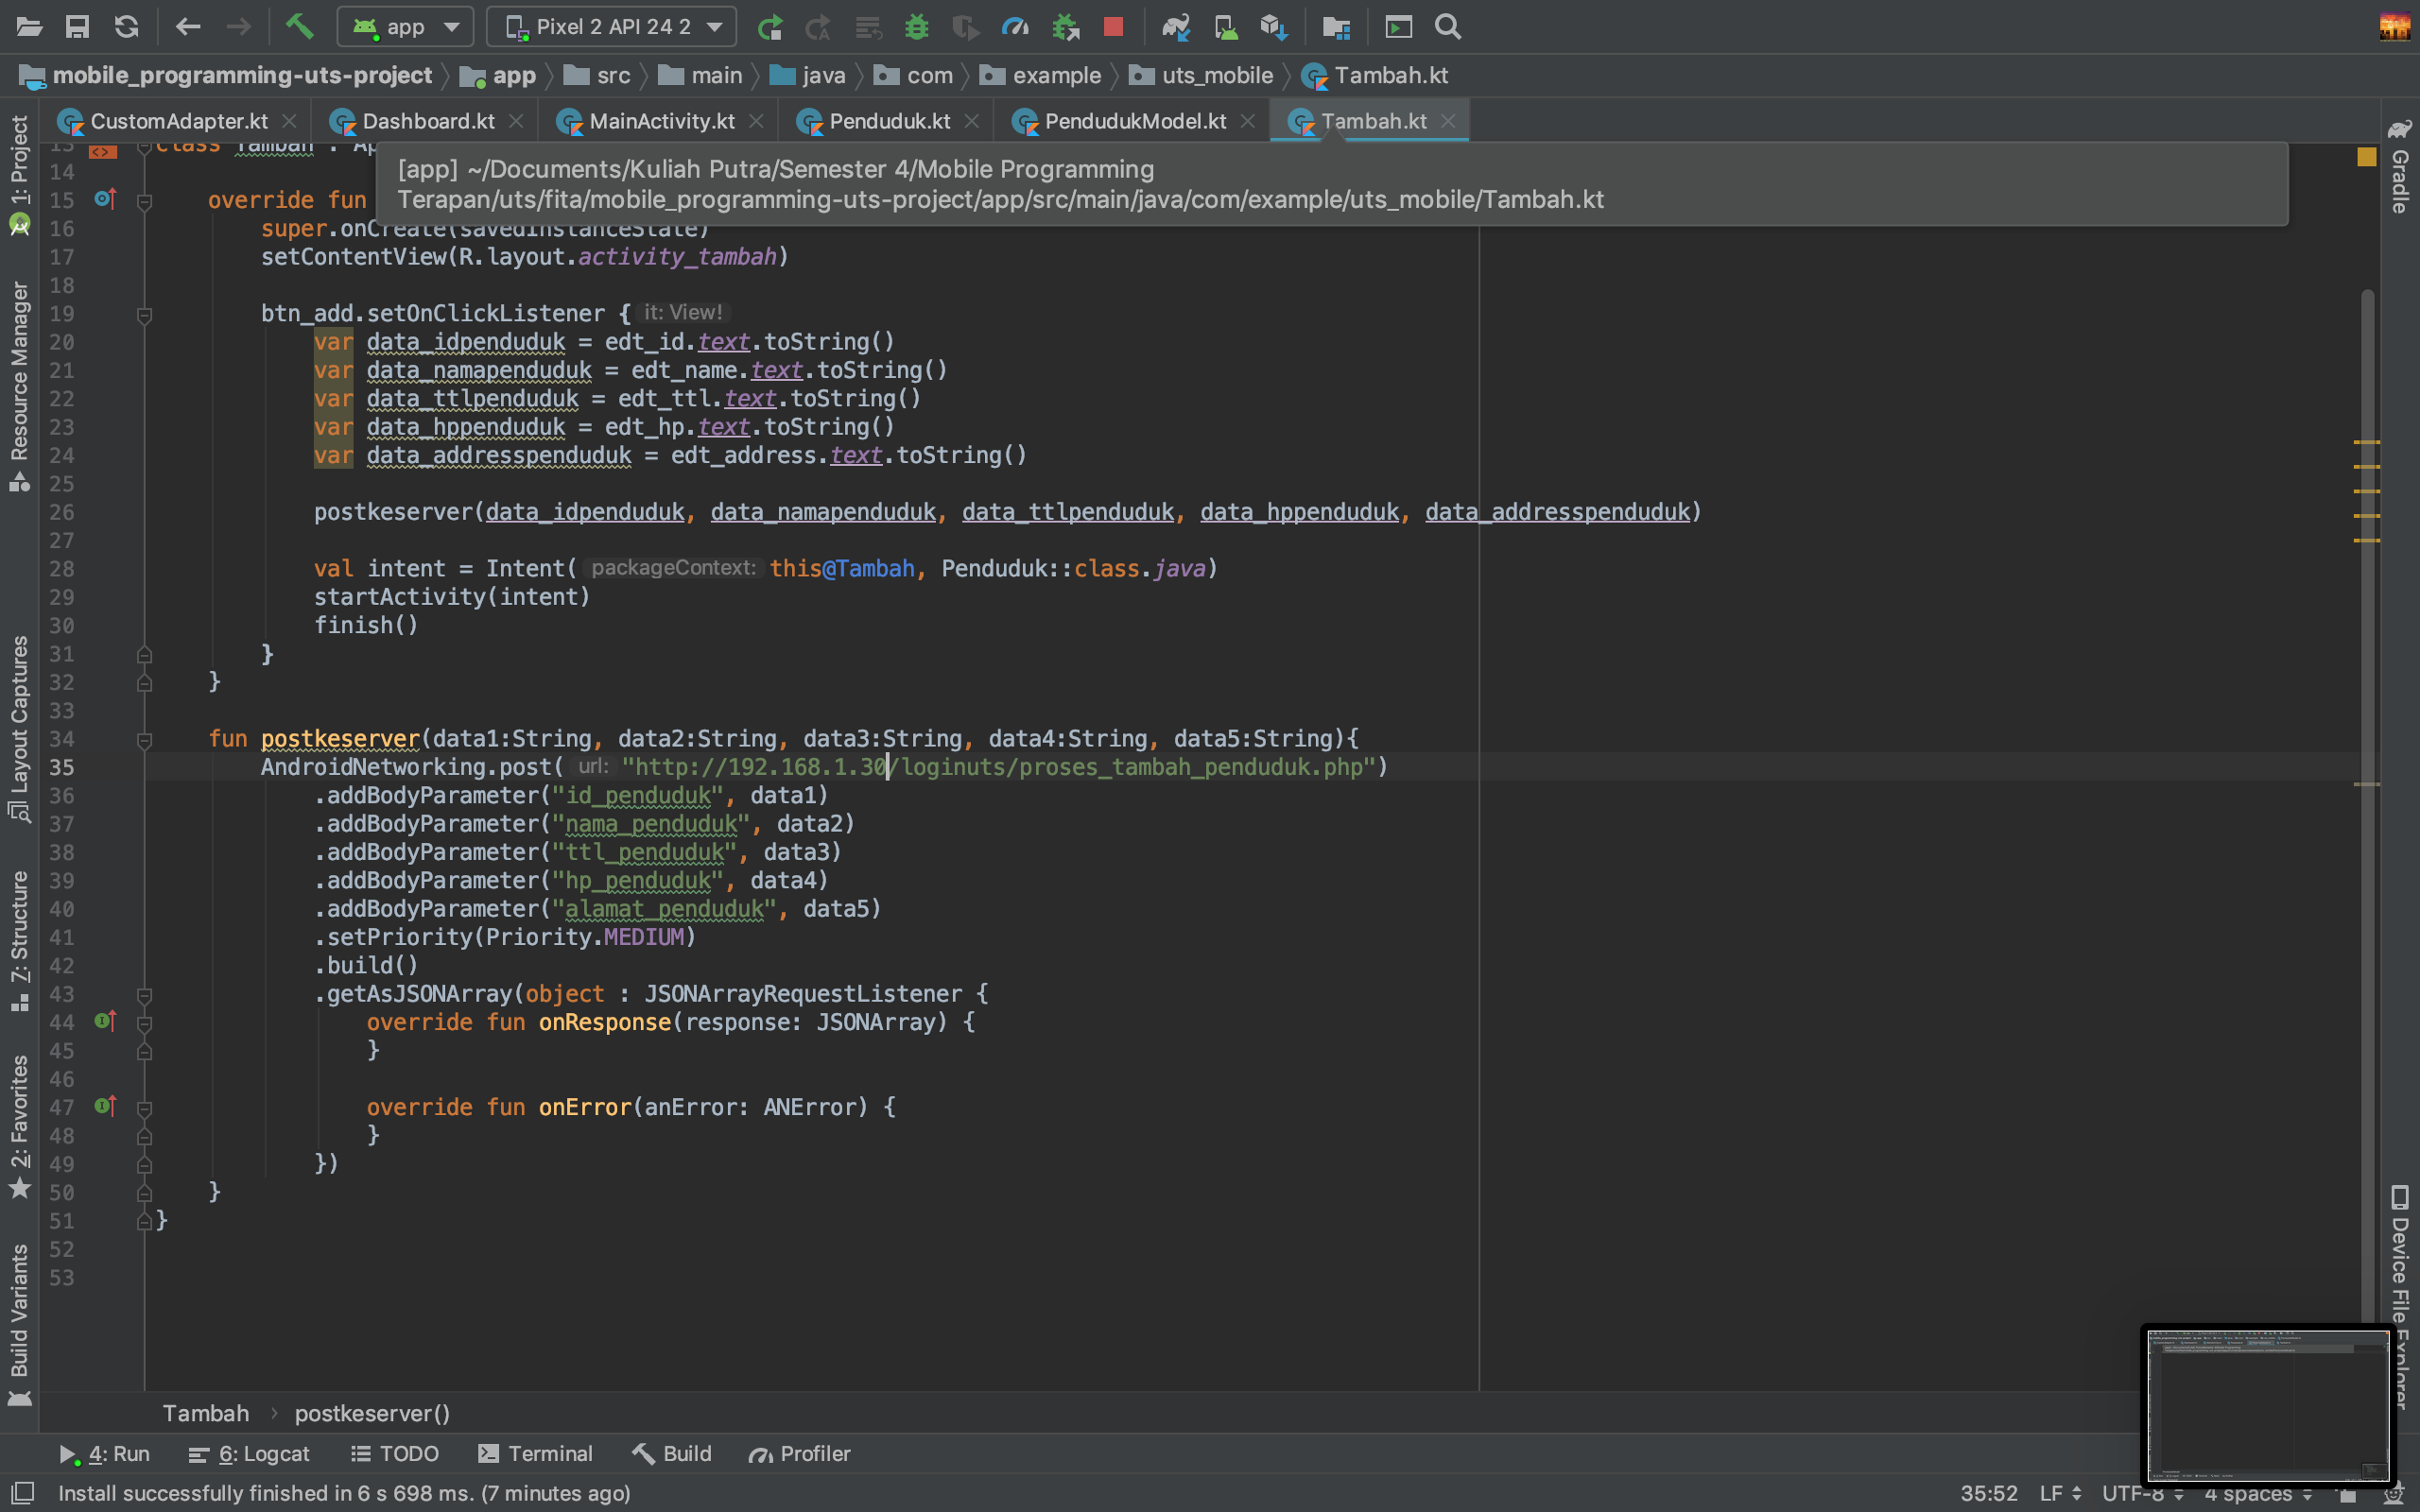 app
Pixel 2 API 24 2
mobile_programming-uts-project
app
src
main
java
com
example
uts_mobile
Tambah.kt
CustomAdapter.kt
Dashboard.kt
MainActivity.kt
Penduduk.kt
PendudukModel.kt
Tambah.kt
[app] ~/Documents/Kuliah Putra/Semester 4/Mobile Programming
Terapan/uts/fita/mobile_programming-uts-project/app/src/main/java/com/example/uts_mobile/Tambah.kt
13 class Tambah : Ap
14
15 override fun
16 super.onCreate(savedInstanceState)
17 setContentView(R.layout.activity_tambah)
18
19 btn_add.setOnClickListener { it: View!
20 var data_idpenduduk = edt_id.text.toString()
21 var data_namapenduduk = edt_name.text.toString()
22 var data_ttlpenduduk = edt_ttl.text.toString()
23 var data_hppenduduk = edt_hp.text.toString()
24 var data_addresspenduduk = edt_address.text.toString()
25
26 postkeserver(data_idpenduduk, data_namapenduduk, data_ttlpenduduk, data_hppenduduk, data_addresspenduduk)
27
28 val intent = Intent( packageContext: this@Tambah, Penduduk::class.java)
29 startActivity(intent)
30 finish()
31 }
32 }
33
34 fun postkeserver(data1:String, data2:String, data3:String, data4:String, data5:String){
35 AndroidNetworking.post( url: "http://192.168.1.30/loginuts/proses_tambah_penduduk.php")
36 .addBodyParameter("id_penduduk", data1)
37 .addBodyParameter("nama_penduduk", data2)
38 .addBodyParameter("ttl_penduduk", data3)
39 .addBodyParameter("hp_penduduk", data4)
40 .addBodyParameter("alamat_penduduk", data5)
41 .setPriority(Priority.MEDIUM)
42 .build()
43 .getAsJSONArray(object : JSONArrayRequestListener {
44 override fun onResponse(response: JSONArray) {
45 }
46
47 override fun onError(anError: ANError) {
48 }
49 })
50 }
51 }
52
53
1: Project
Resource Manager
Layout Captures
7: Structure
2: Favorites
Build Variants
Gradle
Device File Explorer
Tambah
postkeserver()
4: Run
6: Logcat
TODO
Terminal
Build
Profiler
Install successfully finished in 6 s 698 ms. (7 minutes ago)
35:52
LF
UTF-8
4 spaces